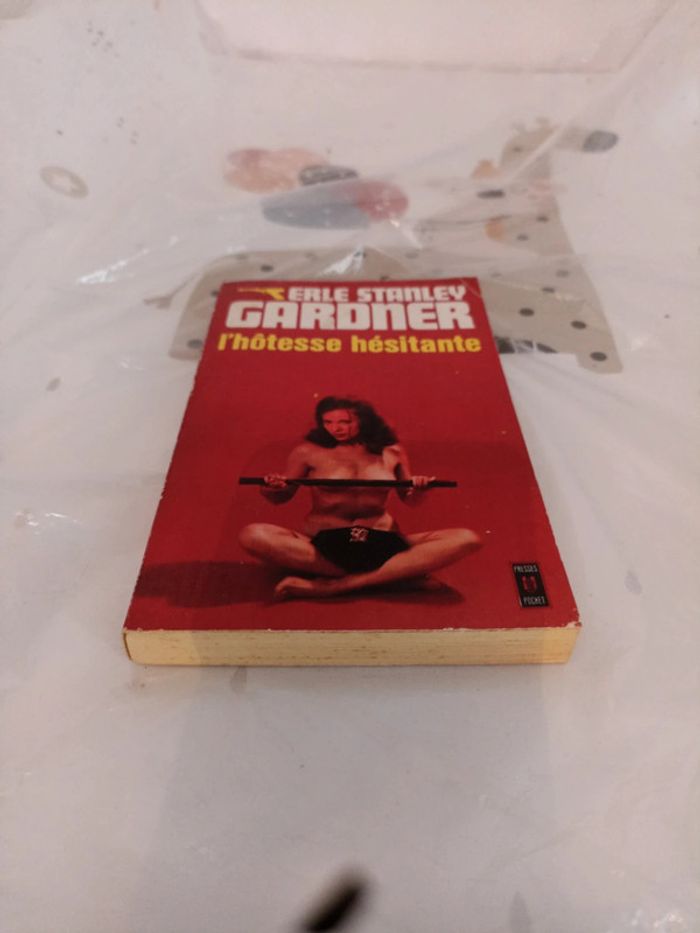 ERLE STANLEY
GARDNER
l'hôtesse hésitante
PRESSES
POCKET